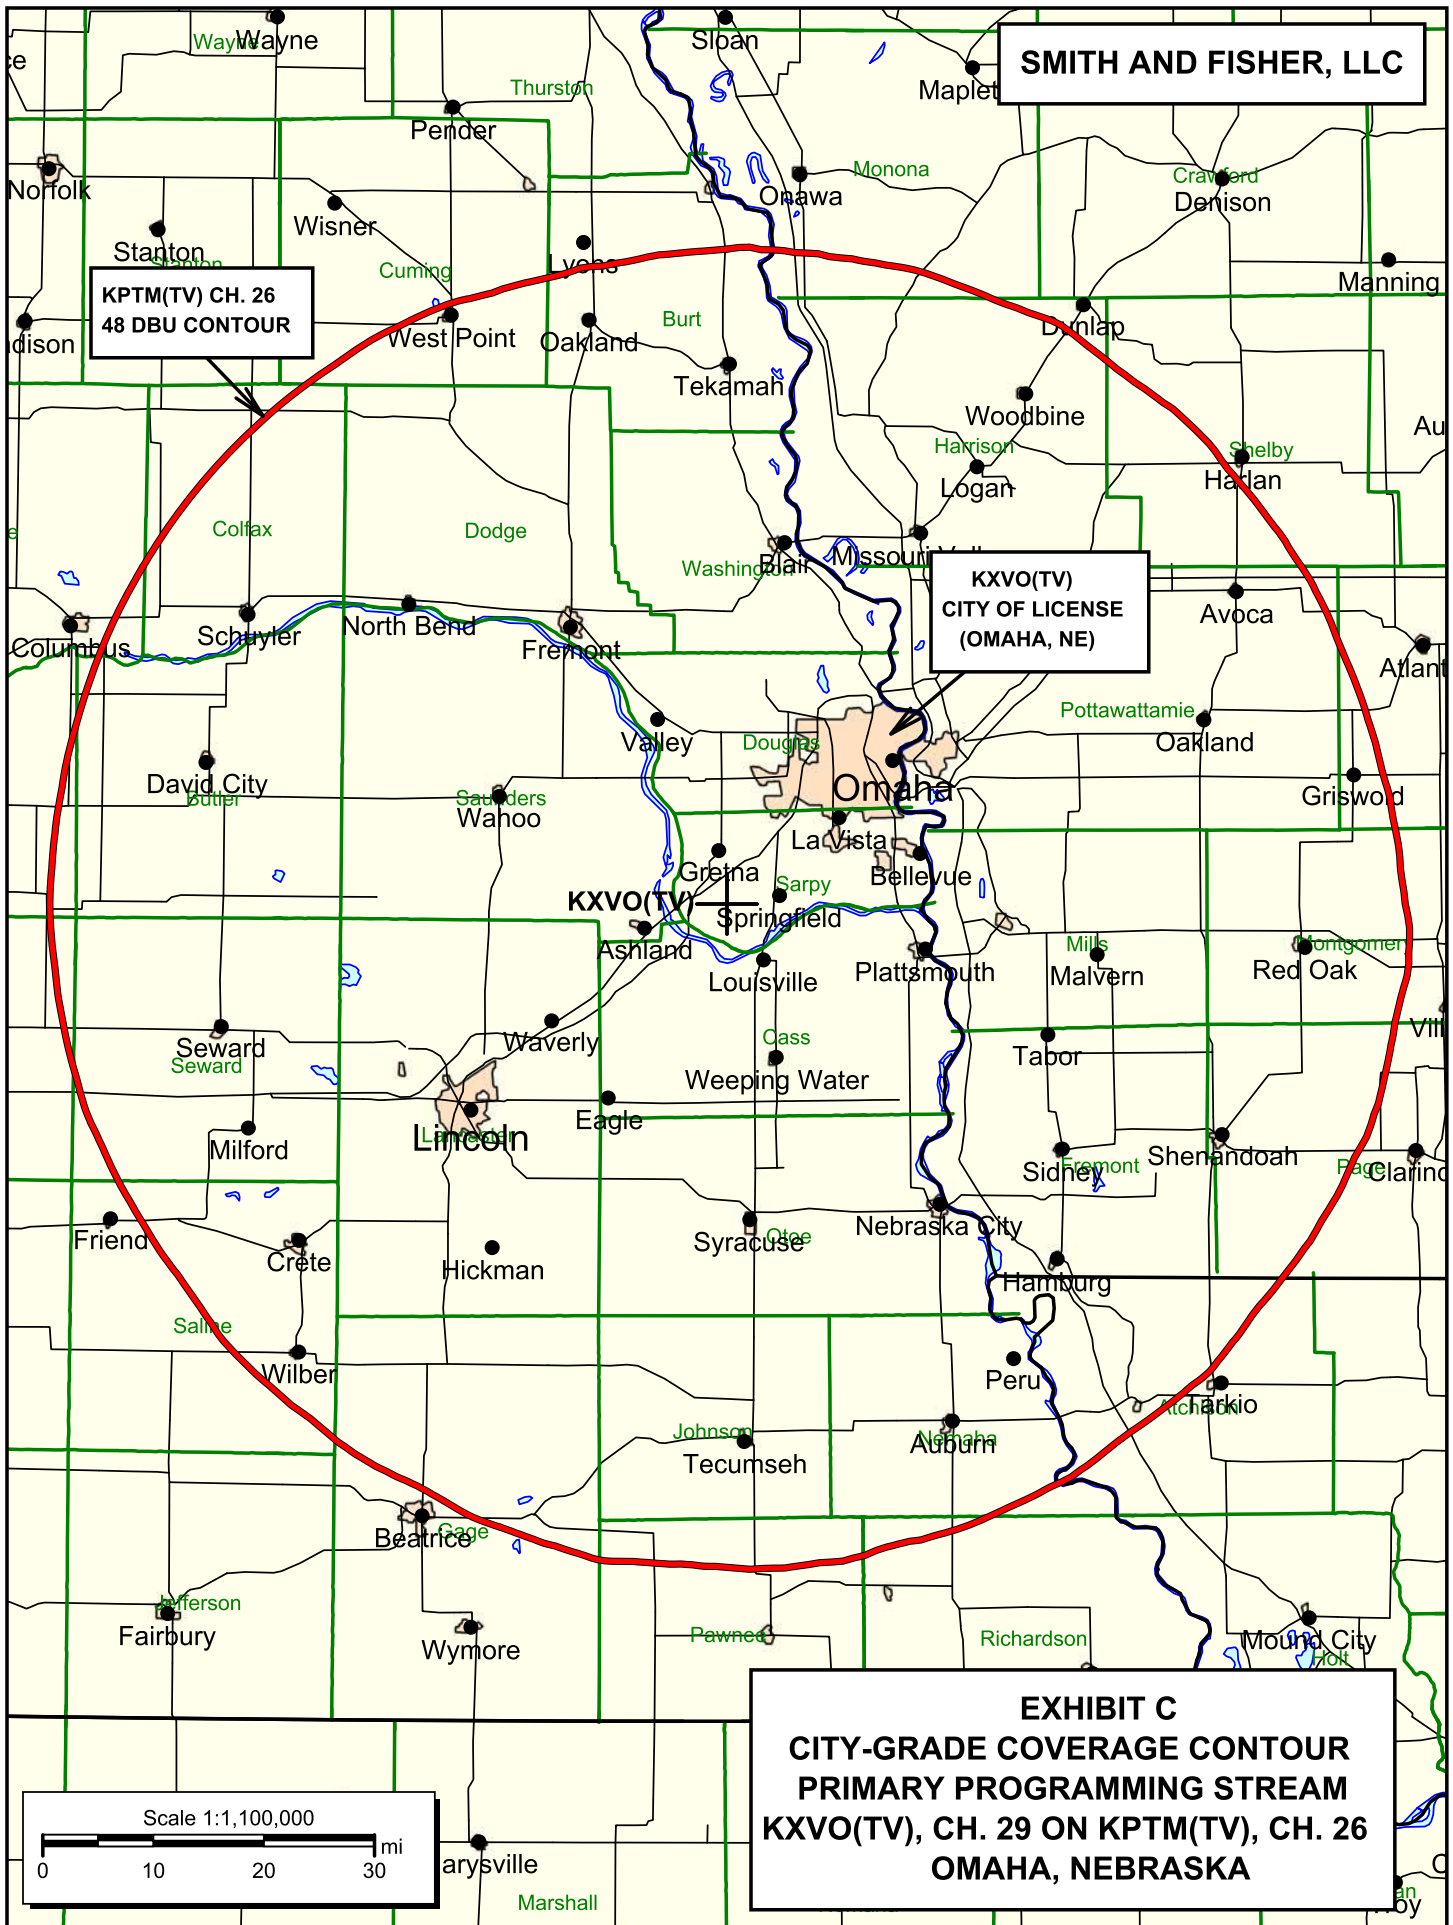 Wayne
Wayne
Sloan
SMITH AND FISHER, LLC
Thurston
Pender
Monona
Onawa
Crawford
Denison
Norfolk
Wisner
Stanton
Stanton
Cuming
Lyons
Manning
KPTM(TV) CH. 26
48 DBU CONTOUR
Burt
Dunlap
West Point
Oakland
Tekamah
Woodbine
Harrison
Shelby
Logan
Harlan
Colfax
Dodge
Washington
Blair
KXVO(TV)
CITY OF LICENSE
(OMAHA, NE)
Avoca
Columbus
Schuyler
North Bend
Fremont
Pottawattamie
Valley
Douglas
Oakland
David City
Butler
Saunders
Wahoo
Omaha
Griswold
La Vista
Gretna
Bellevue
Sarpy
KXVO(TV)
Springfield
Ashland
Louisville
Plattsmouth
Mills
Malvern
Red Oak
Seward
Seward
Waverly
Cass
Tabor
Weeping Water
Eagle
Lincoln
Lancaster
Milford
Sidney
Fremont
Shenandoah
Page
Friend
Crete
Hickman
Syracuse
Otoe
Nebraska City
Hamburg
Saline
Wilber
Peru
Atchison
Tarkio
Johnson
Tecumseh
Nemaha
Auburn
Beatrice
Gage
Jefferson
Fairbury
Wymore
Pawnee
Richardson
Mound City
Holt
EXHIBIT C
CITY-GRADE COVERAGE CONTOUR
PRIMARY PROGRAMMING STREAM
KXVO(TV), CH. 29 ON KPTM(TV), CH. 26
OMAHA, NEBRASKA
Scale 1:1,100,000
mi
0 10 20 30
arysville
Marshall